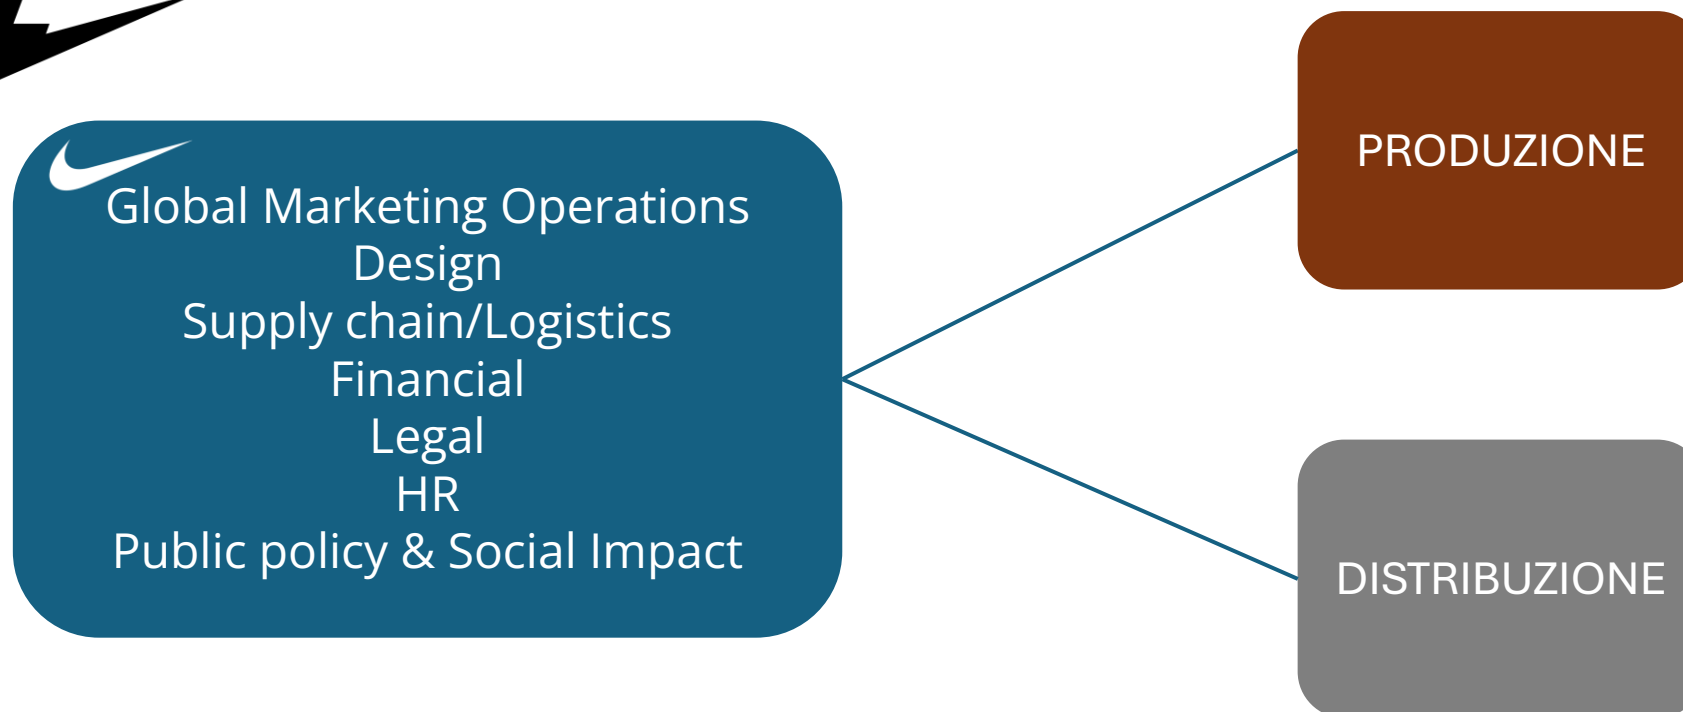 Global Marketing Operations
Design
Supply chain/Logistics
Financial
Legal
HR
Public policy & Social Impact
PRODUZIONE
DISTRIBUZIONE